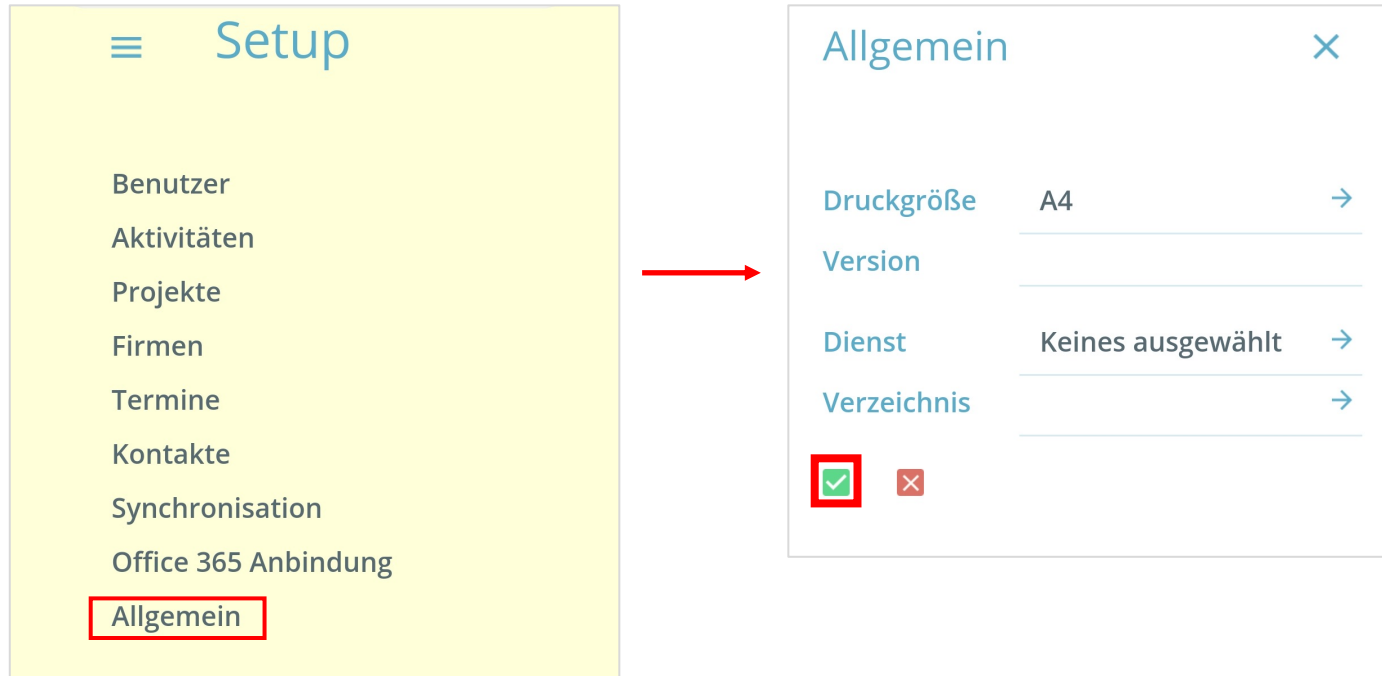 Setup
Benutzer
Aktivitäten
Projekte
Firmen
Termine
Kontakte
Synchronisation
Office 365 Anbindung
Allgemein
Allgemein
Druckgröße A4
Version
Dienst Keines ausgewählt
Verzeichnis